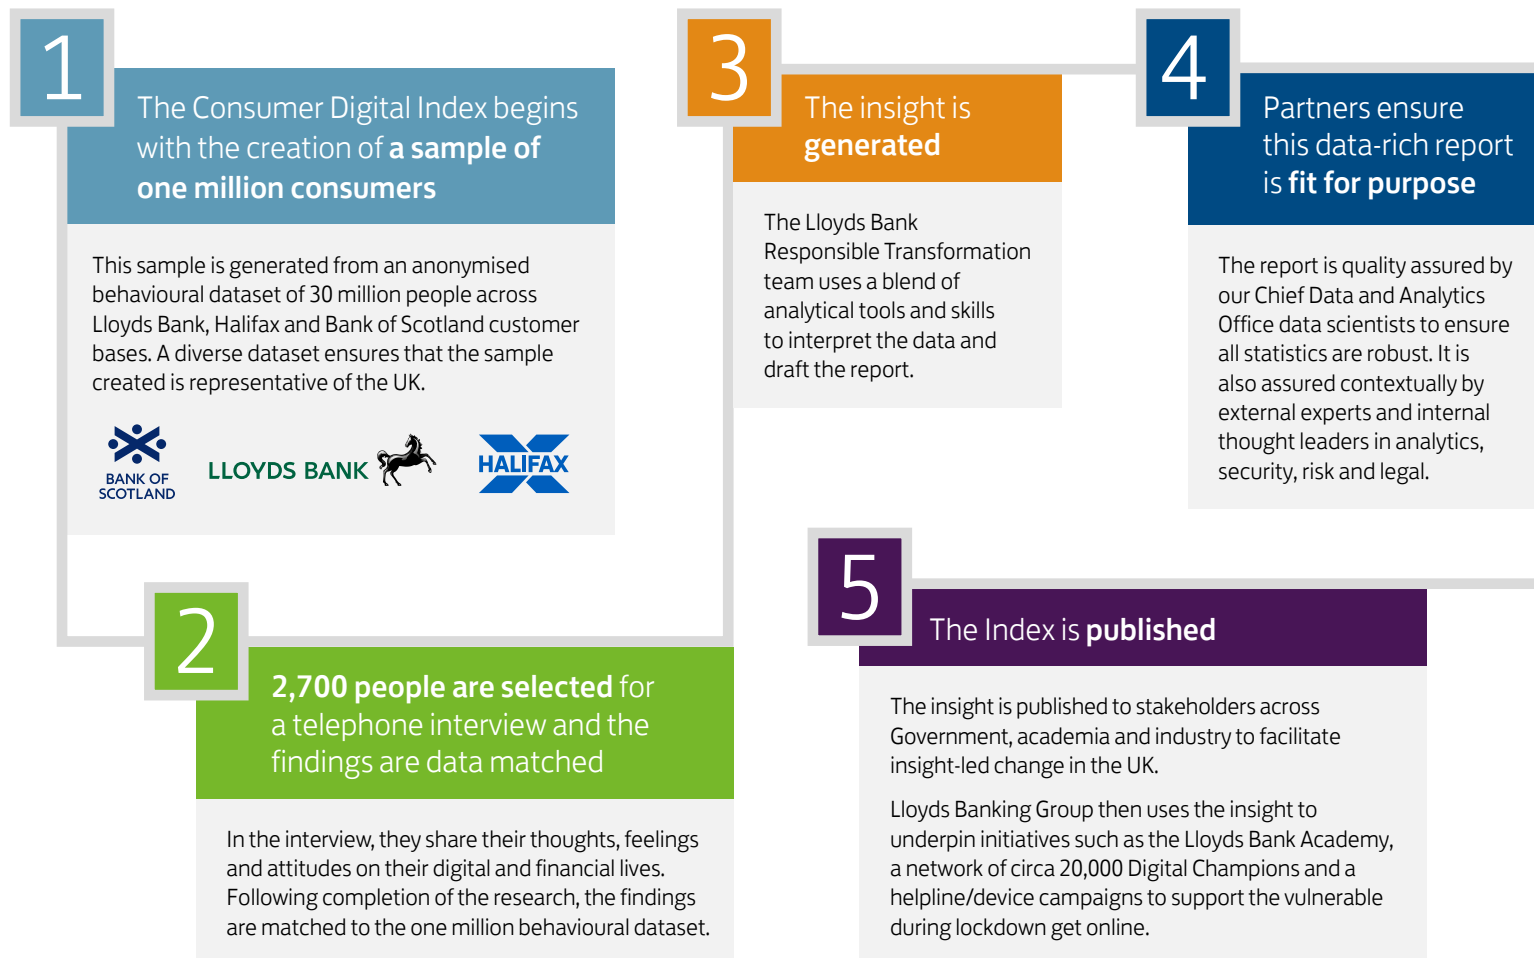 1
The Consumer Digital Index begins
with the creation of a sample of
one million consumers
This sample is generated from an anonymised
behavioural dataset of 30 million people across
Lloyds Bank, Halifax and Bank of Scotland customer
bases. A diverse dataset ensures that the sample
created is representative of the UK.
BANK OF
SCOTLAND
LLOYDS BANK
HALIFAX
2
2,700 people are selected for
a telephone interview and the
findings are data matched
In the interview, they share their thoughts, feelings
and attitudes on their digital and financial lives.
Following completion of the research, the findings
are matched to the one million behavioural dataset.
3
The insight is
generated
The Lloyds Bank
Responsible Transformation
team uses a blend of
analytical tools and skills
to interpret the data and
draft the report.
4
Partners ensure
this data-rich report
is fit for purpose
The report is quality assured by
our Chief Data and Analytics
Office data scientists to ensure
all statistics are robust. It is
also assured contextually by
external experts and internal
thought leaders in analytics,
security, risk and legal.
5
The Index is published
The insight is published to stakeholders across
Government, academia and industry to facilitate
insight-led change in the UK.
Lloyds Banking Group then uses the insight to
underpin initiatives such as the Lloyds Bank Academy,
a network of circa 20,000 Digital Champions and a
helpline/device campaigns to support the vulnerable
during lockdown get online.